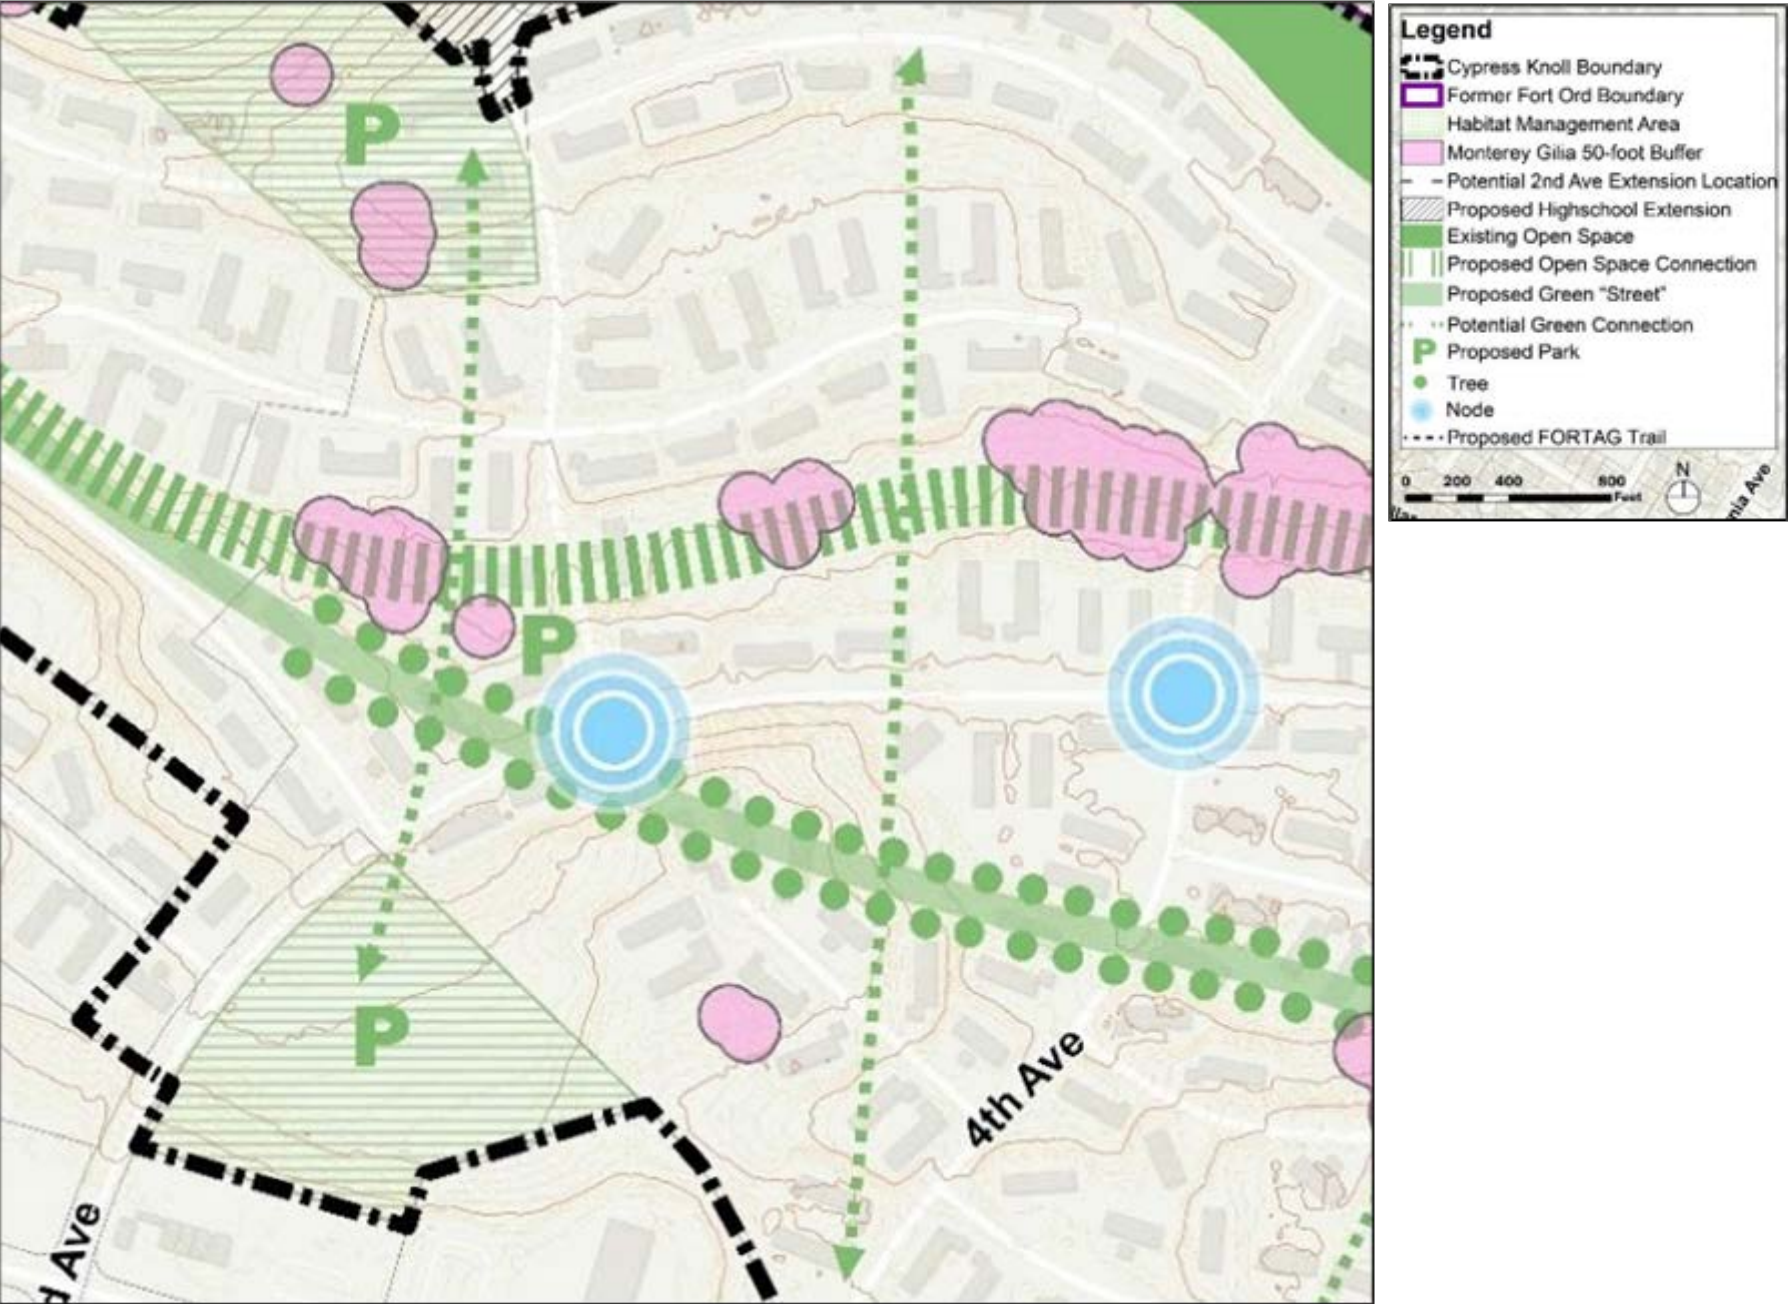 P
P
P
4th Ave
d Ave
Legend
Cypress Knoll Boundary
Former Fort Ord Boundary
Habitat Management Area
Monterey Gilia 50-foot Buffer
Potential 2nd Ave Extension Location
Proposed Highschool Extension
Existing Open Space
Proposed Open Space Connection
Proposed Green "Street"
Potential Green Connection
P Proposed Park
Tree
Node
Proposed FORTAG Trail
0 200 400 800
Feet
N
nia Ave